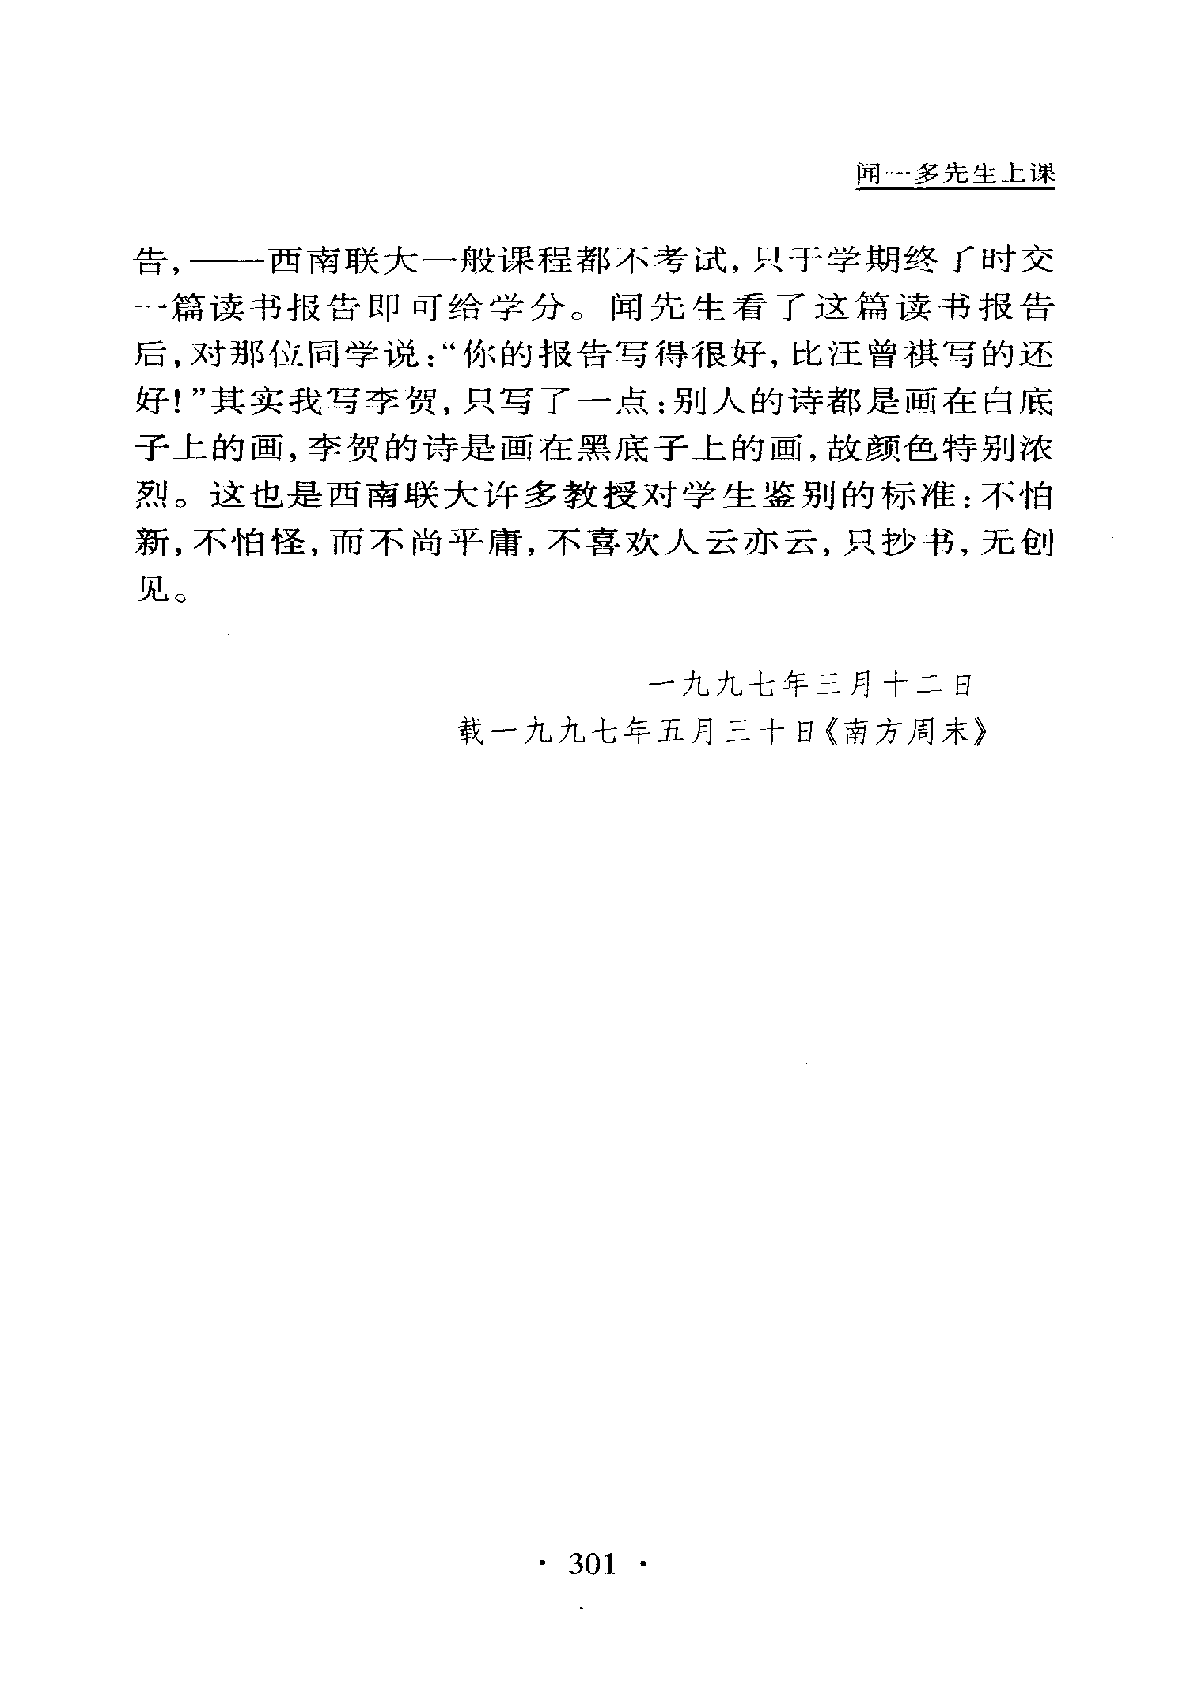 闻一多先生上课
告，——西南联大一般课程都不考试，只于学期终了时交
一篇读书报告即可给学分。闻先生看了这篇读书报告
后，对那位同学说：“你的报告写得很好，比汪曾祺写的还
好！”其实我写李贺，只写了一点：别人的诗都是画在白底
子上的画，李贺的诗是画在黑底子上的画，故颜色特别浓
烈。这也是西南联大许多教授对学生鉴别的标准：不怕
新，不怕怪，而不尚平庸，不喜欢人云亦云，只抄书，无创
见。
一九九七年三月十二日
载一九九七年五月三十日《南方周末》
· 301 ·